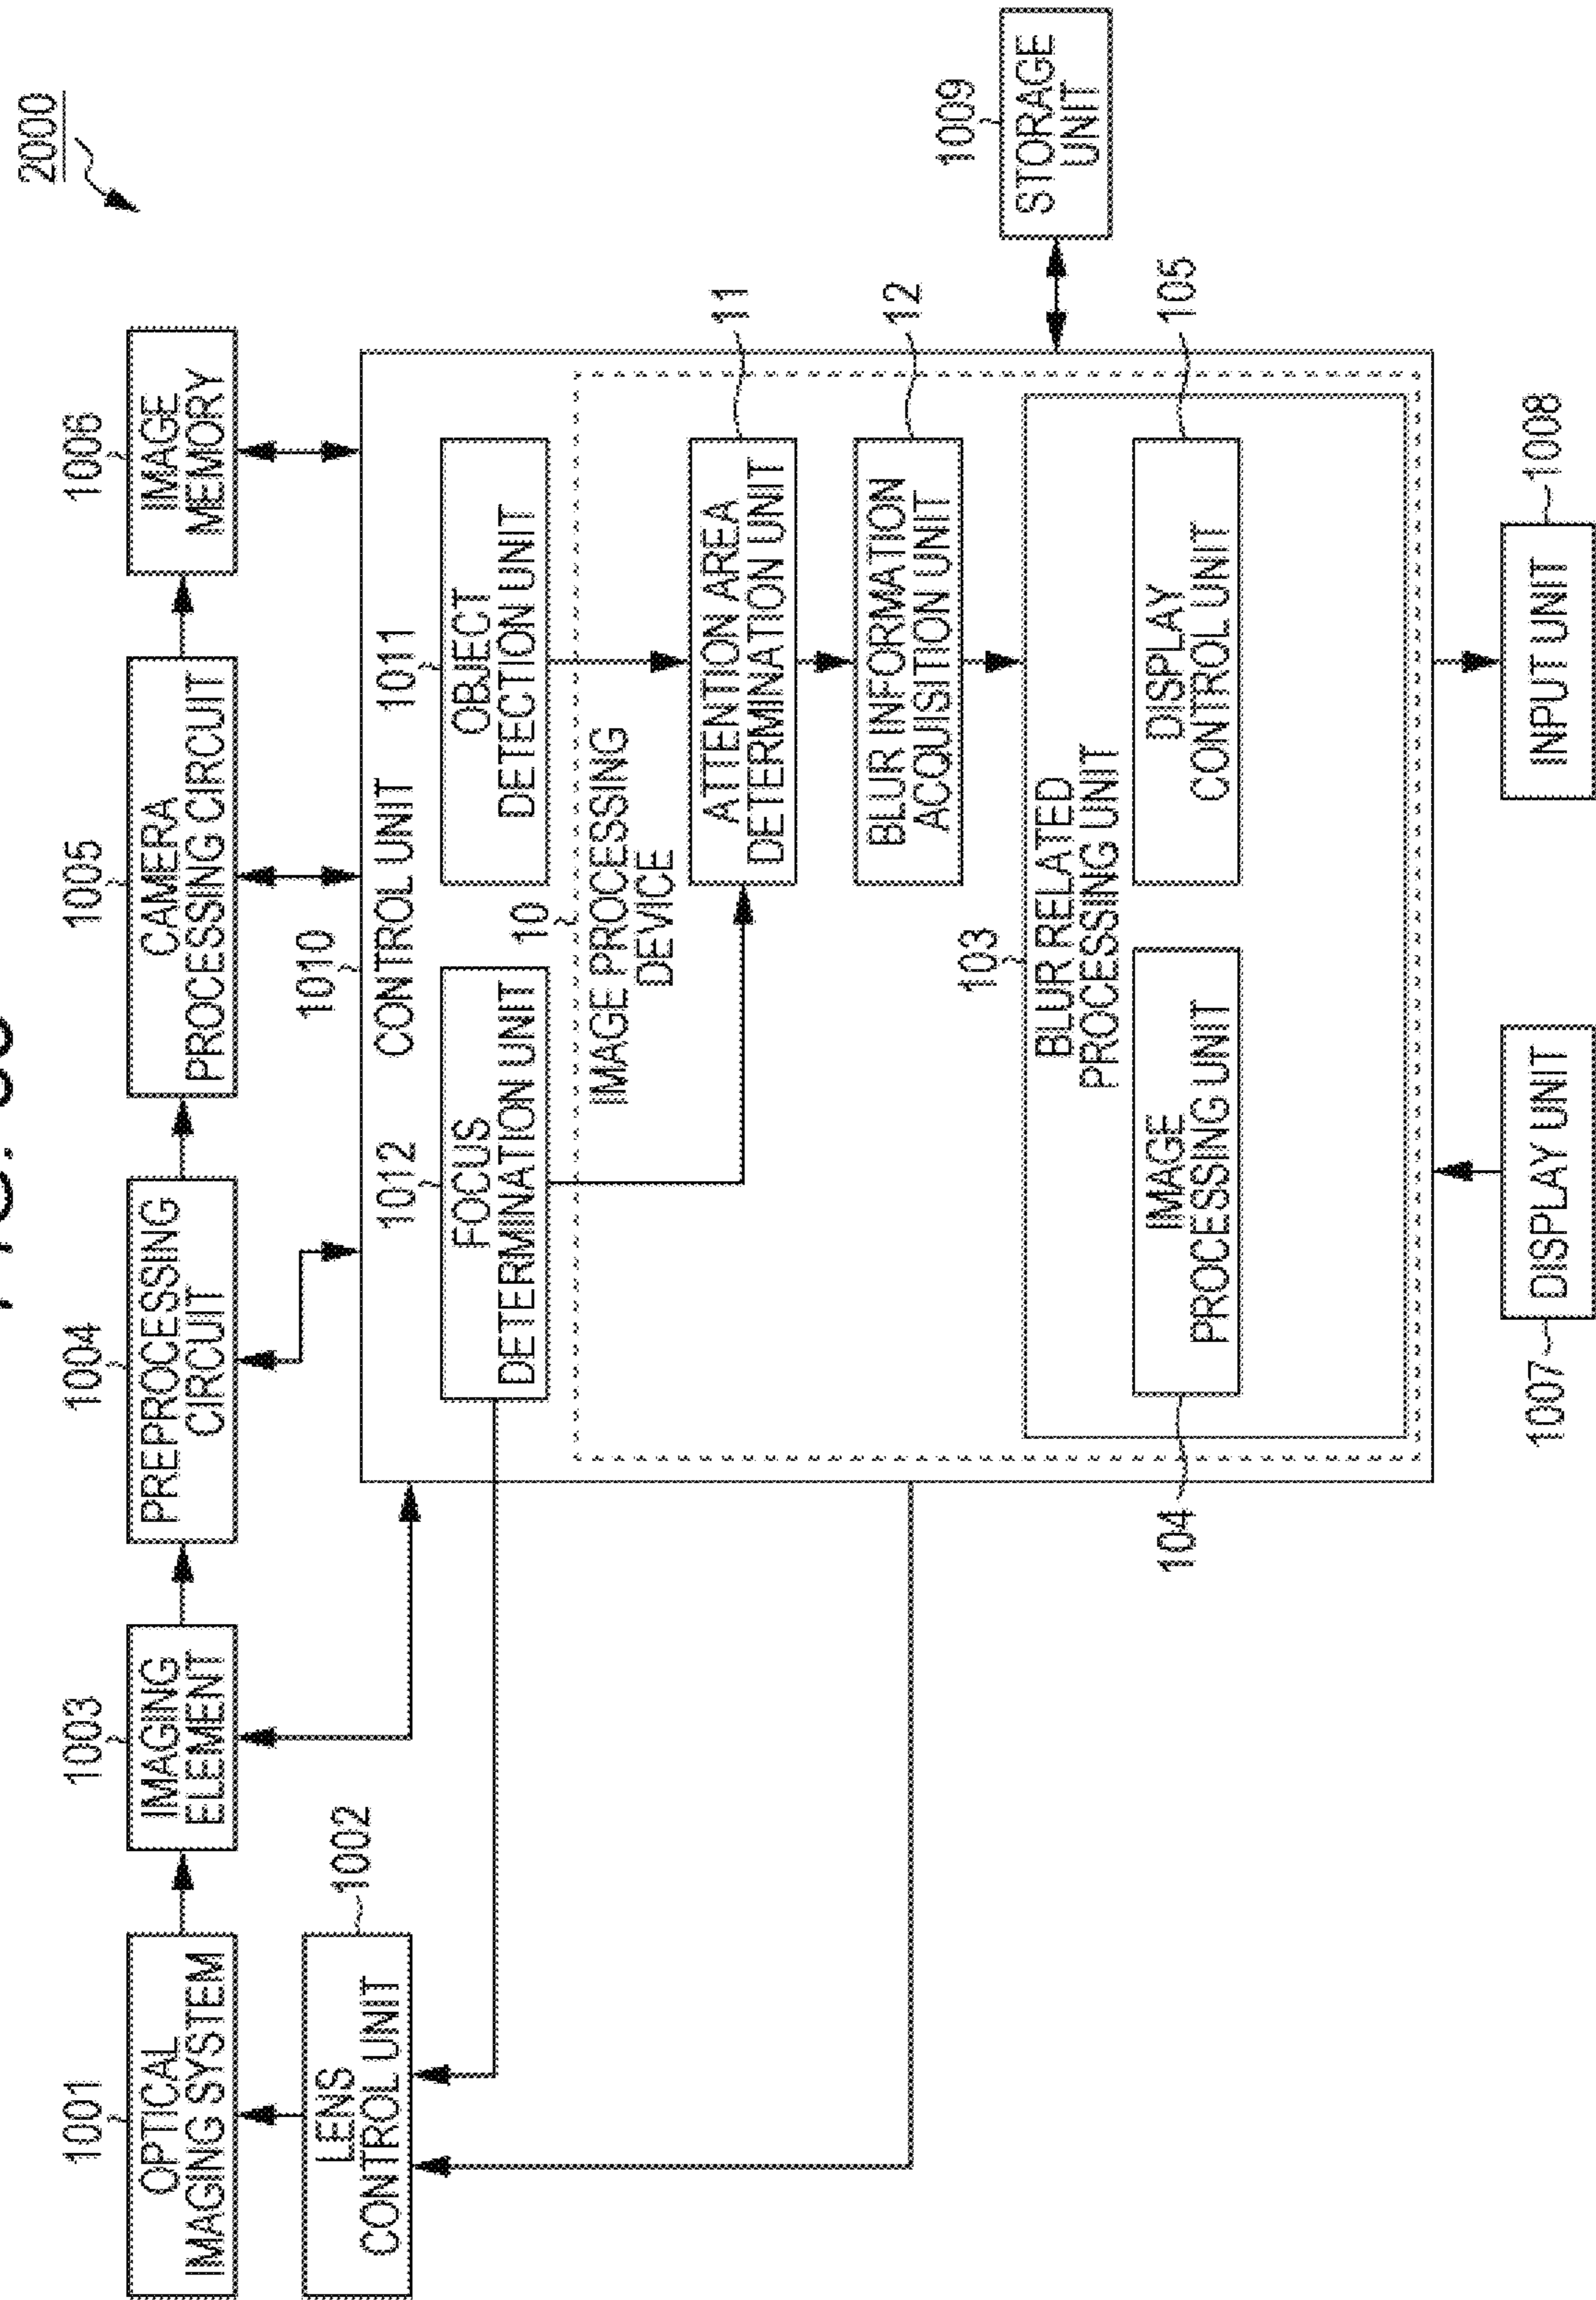 2000
1001
OPTICAL
IMAGING SYSTEM
1003
IMAGING
ELEMENT
1004
PREPROCESSING
CIRCUIT
1005
CAMERA
PROCESSING CIRCUIT
1006
IMAGE
MEMORY
1002
LENS
CONTROL UNIT
1010
CONTROL UNIT
1012
FOCUS
DETERMINATION UNIT
1011
OBJECT
DETECTION UNIT
10
IMAGE PROCESSING
DEVICE
ATTENTION AREA
DETERMINATION UNIT
11
BLUR INFORMATION
ACQUISITION UNIT
12
103
BLUR RELATED
PROCESSING UNIT
104
IMAGE
PROCESSING UNIT
DISPLAY
CONTROL UNIT
105
1009
STORAGE
UNIT
1007
DISPLAY UNIT
INPUT UNIT
1008